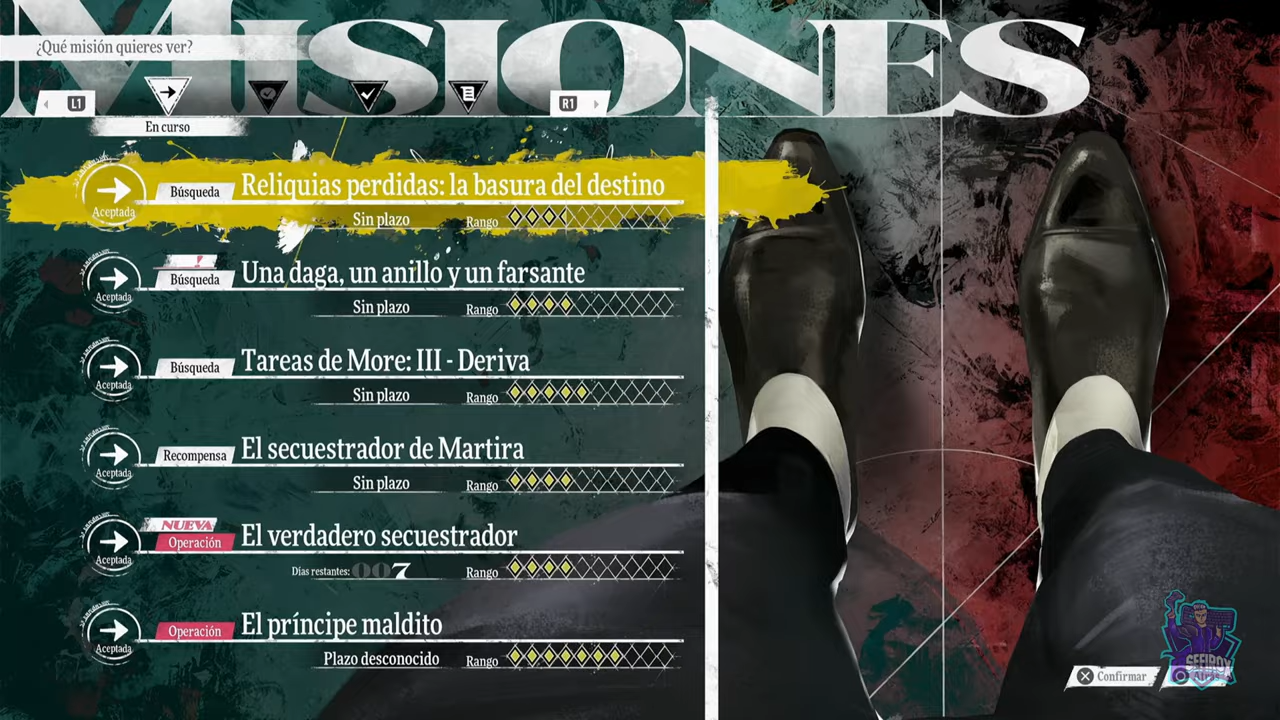 MISIONES
¿Qué misión quieres ver?
L1
R1
En curso
Aceptada
Búsqueda
Reliquias perdidas: la basura del destino
Sin plazo
Rango
Aceptada
!
Búsqueda
Una daga, un anillo y un farsante
Sin plazo
Rango
Aceptada
Búsqueda
Tareas de More: III - Deriva
Sin plazo
Rango
Aceptada
Recompensa
El secuestrador de Martira
Sin plazo
Rango
Aceptada
NUEVA
Operación
El verdadero secuestrador
Días restantes: 007
Rango
Aceptada
Operación
El príncipe maldito
Plazo desconocido
Rango
Confirmar
Atrás
SEFIROX